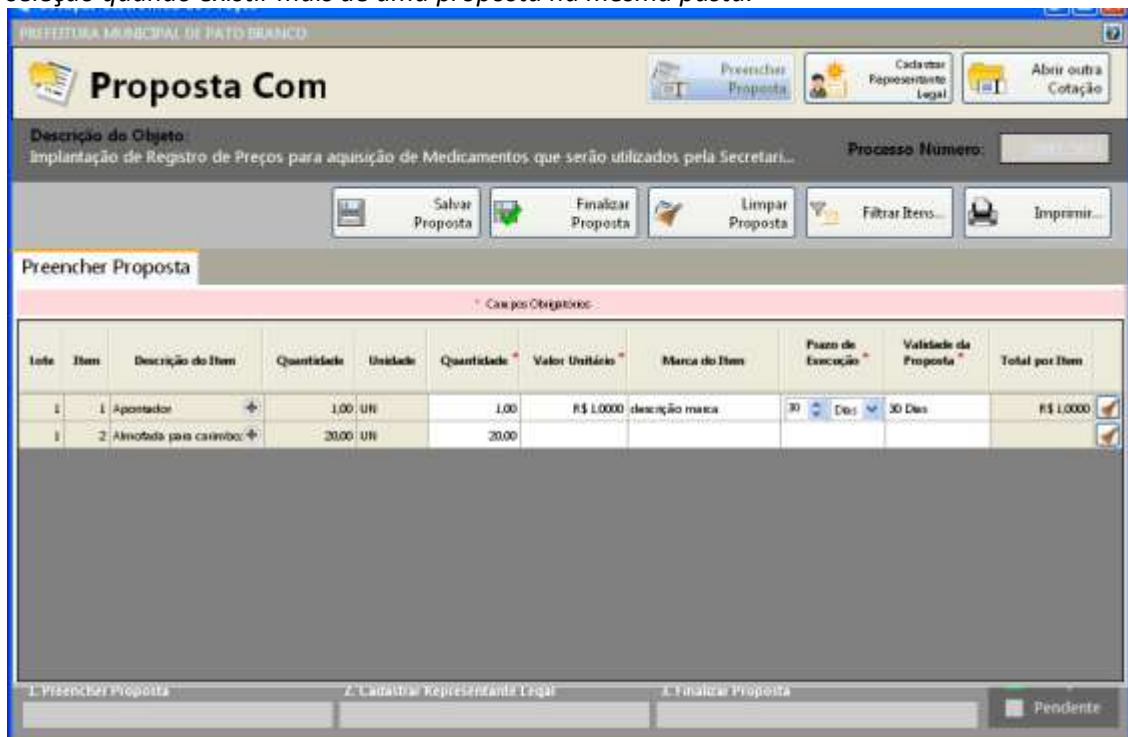 seleção quando existir mais de uma proposta na mesma pasta.
PREFEITURA MUNICIPAL DE PATO BRANCO
Proposta Com
Preencher Proposta
Cadastrar Representante Legal
Abrir outra Cotação
Descrição do Objeto:
Implantação de Registro de Preços para aquisição de Medicamentos que serão utilizados pela Secretari...
Processo Número:
Salvar Proposta
Finalizar Proposta
Limpar Proposta
Filtrar Itens...
Imprimir...
Preencher Proposta
* Campos Obrigatórios
Lote Item Descrição do Item Quantidade Unidade Quantidade * Valor Unitário * Marca do Item Prazo de Execução * Validade da Proposta * Total por Item
1 1 Apontador 1,00 UN 1,00 R$ 1,0000 descrição marca 30 Dias 30 Dias R$ 1,0000
1 2 Almofada para carimbo: 20,00 UN 20,00
1. Preencher Proposta 2. Cadastrar Representante Legal 3. Finalizar Proposta
Pendente